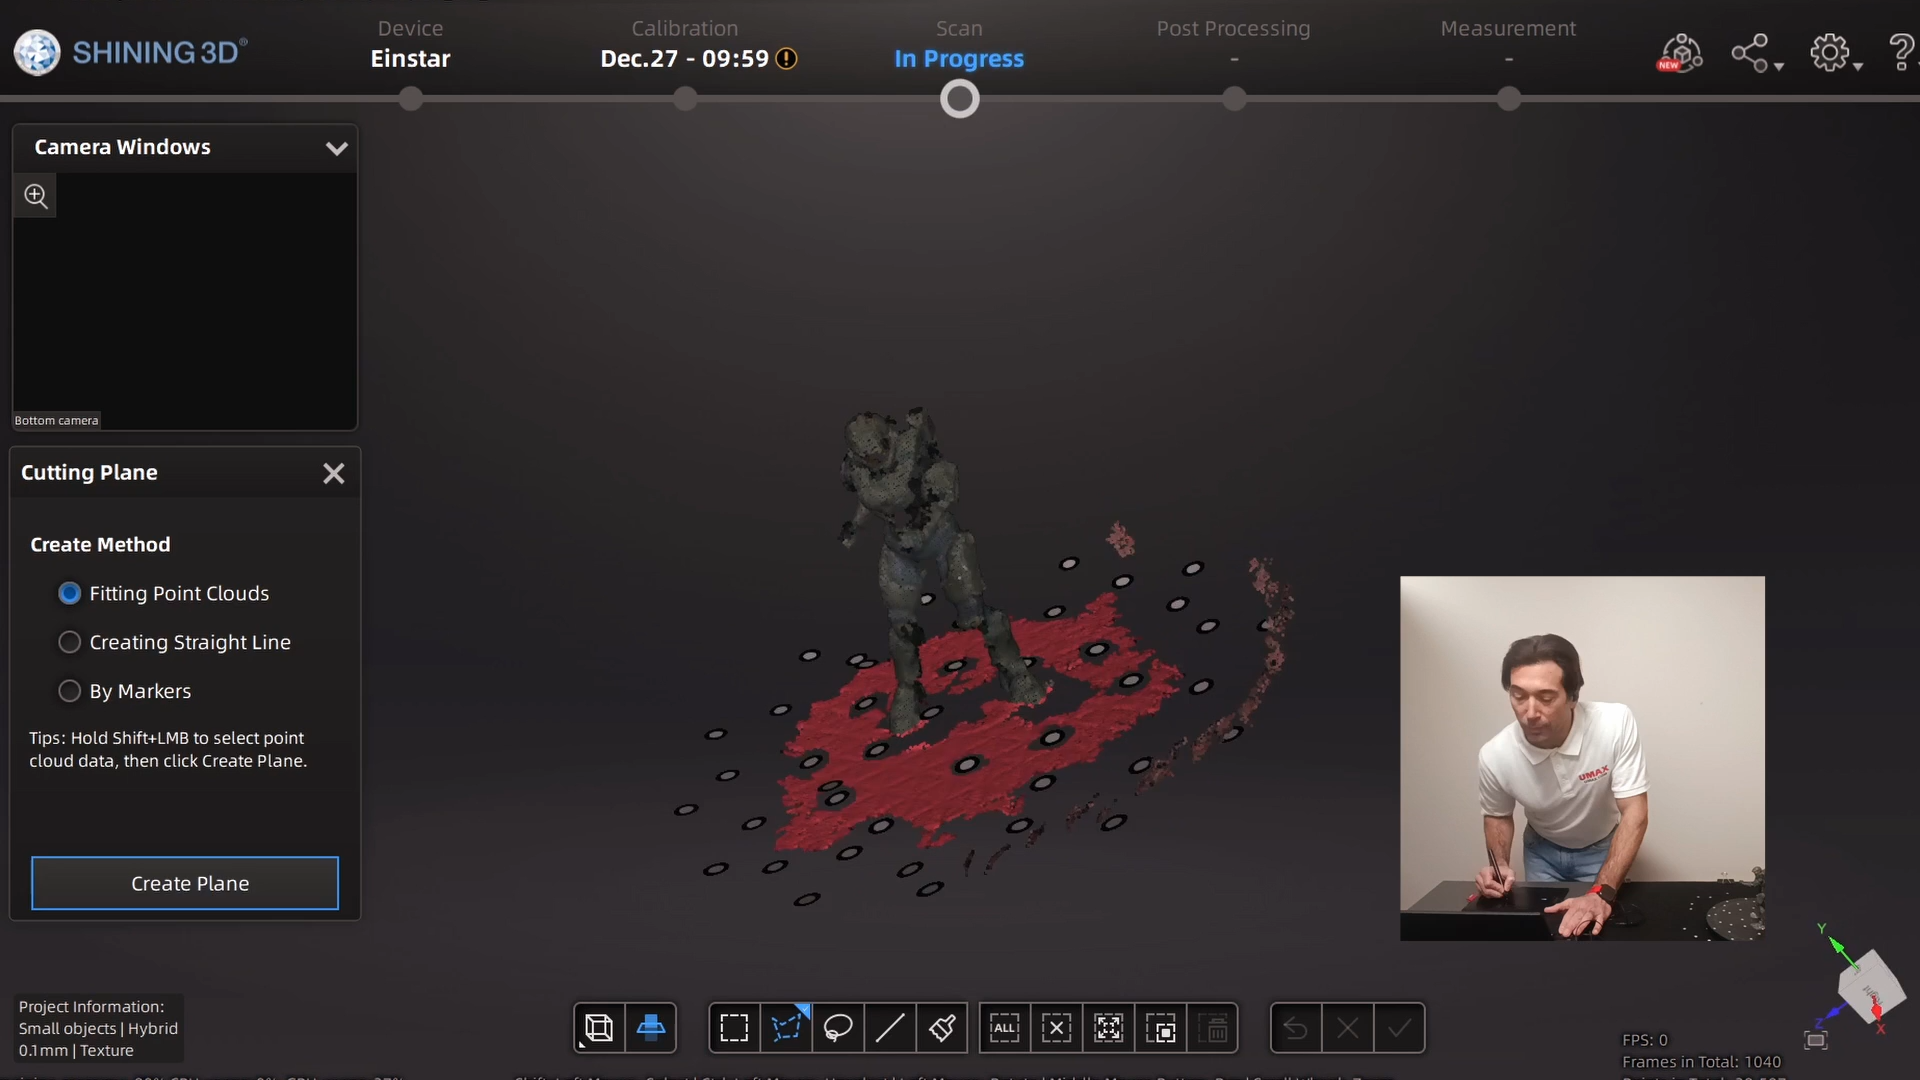 Device
Calibration
Scan
Post Processing
Measurement
SHINING 3D®
Einstar
Dec.27 - 09:59
In Progress
-
-
NEW
Camera Windows
Bottom camera
Cutting Plane
Create Method
Fitting Point Clouds
Creating Straight Line
By Markers
Tips: Hold Shift+LMB to select point
cloud data, then click Create Plane.
Create Plane
UMAX
Y
Right
Z
X
Project Information:
Small objects | Hybrid
0.1mm | Texture
ALL
FPS: 0
Frames in Total: 1040